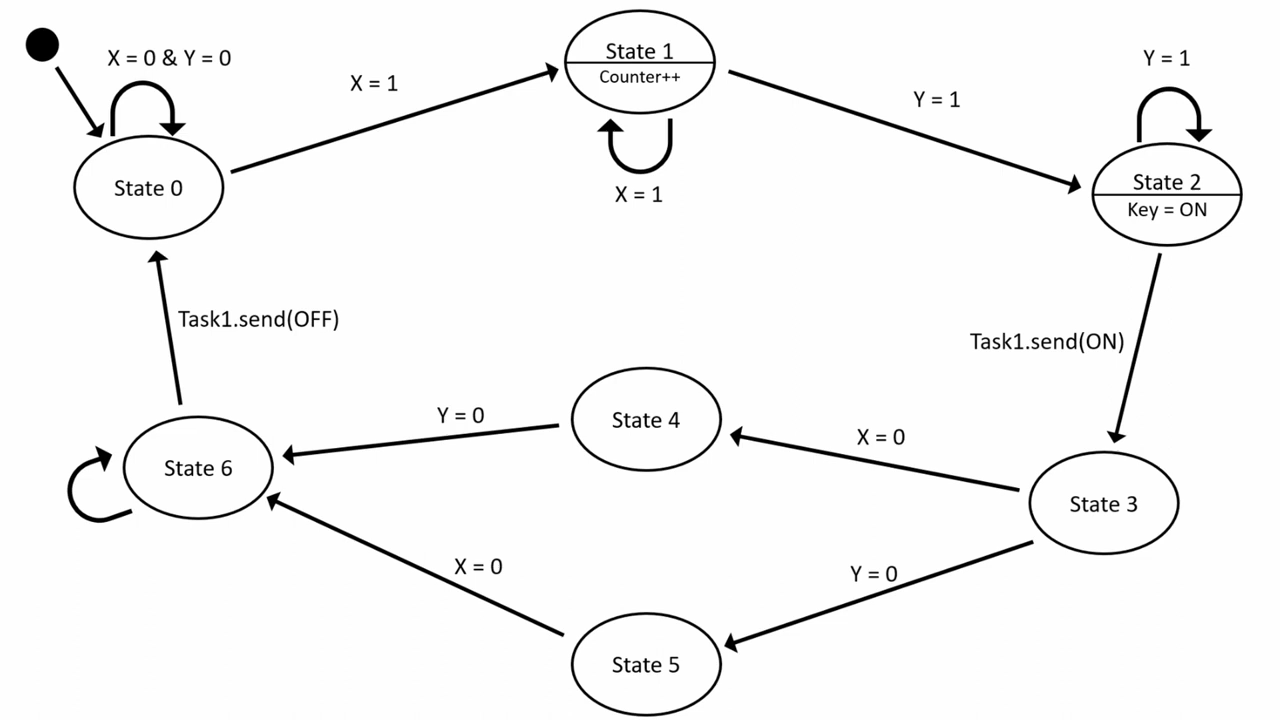 X = 0 & Y = 0
State 0
X = 1
State 1
Counter++
X = 1
Y = 1
Y = 1
State 2
Key = ON
Task1.send(ON)
State 3
X = 0
State 4
Y = 0
Y = 0
State 5
X = 0
State 6
Task1.send(OFF)